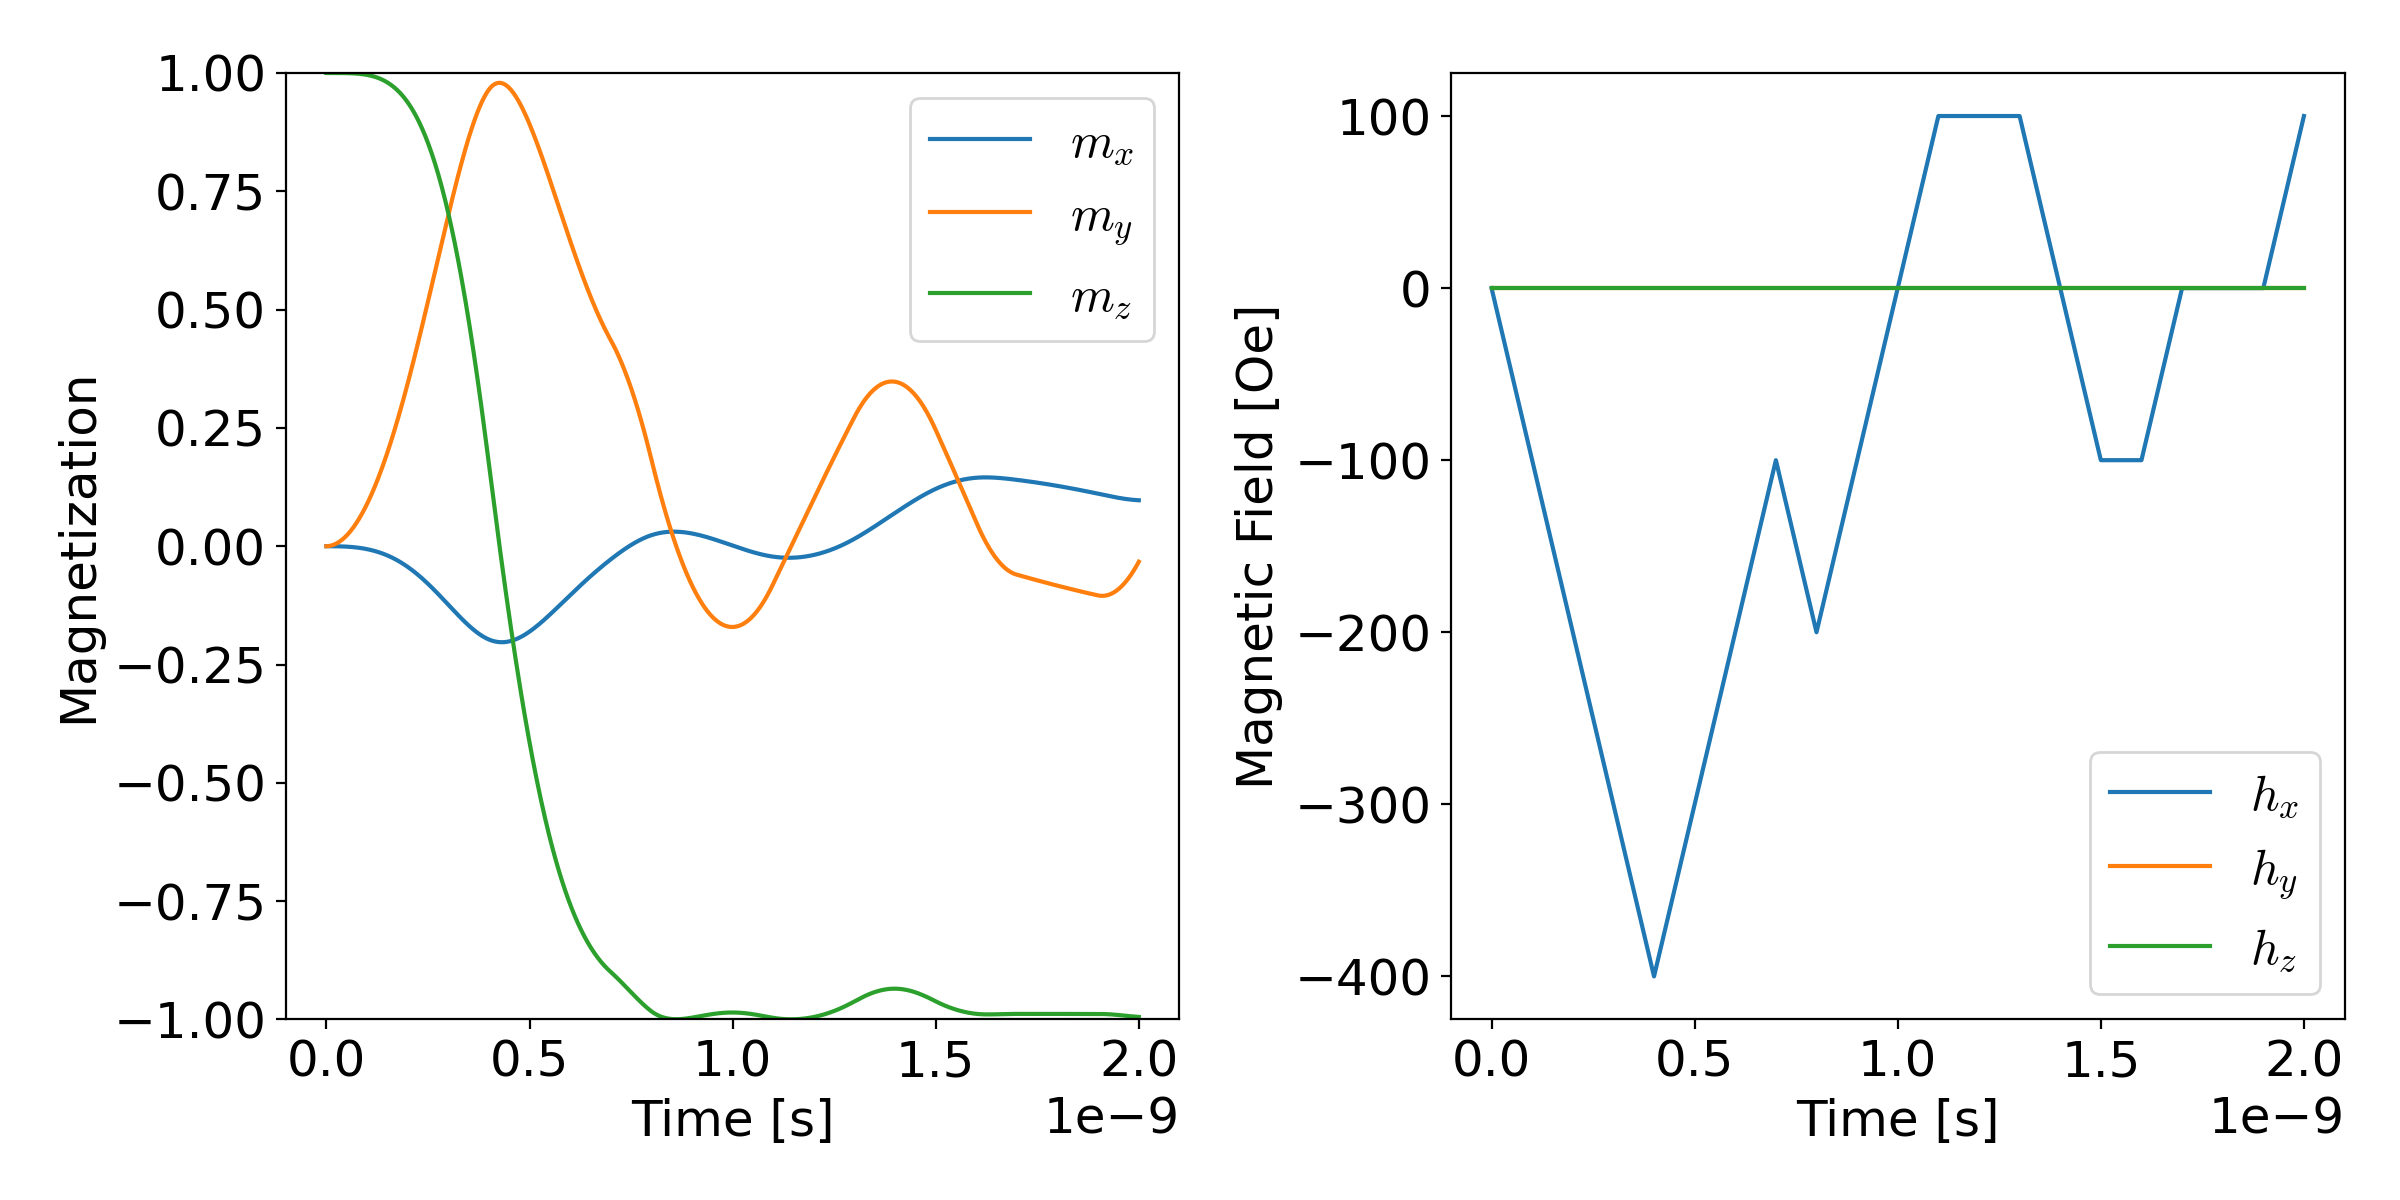 Magnetization
1.00
0.75
0.50
0.25
0.00
−0.25
−0.50
−0.75
−1.00
0.0 0.5 1.0 1.5 2.0
Time [s]
1e−9
m_x
m_y
m_z
Magnetic Field [Oe]
100
0
−100
−200
−300
−400
0.0 0.5 1.0 1.5 2.0
Time [s]
1e−9
h_x
h_y
h_z